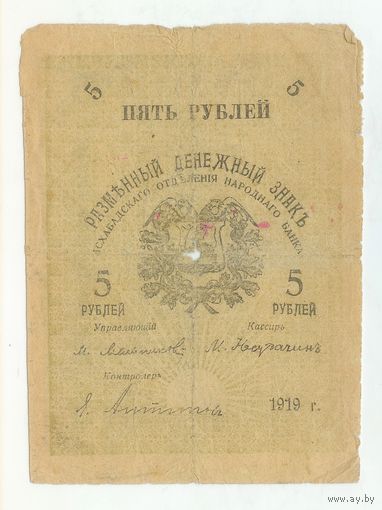 5 5
ПЯТЬ РУБЛЕЙ
РАЗМѢННЫЙ ДЕНЕЖНЫЙ ЗНАКЪ
АСХАБАДСКАГО ОТДѢЛЕНІЯ НАРОДНАГО БАНКА
5 5
РУБЛЕЙ РУБЛЕЙ
Управляющій Кассиръ
М.
Контролеръ
1919 г.
www.ay.by